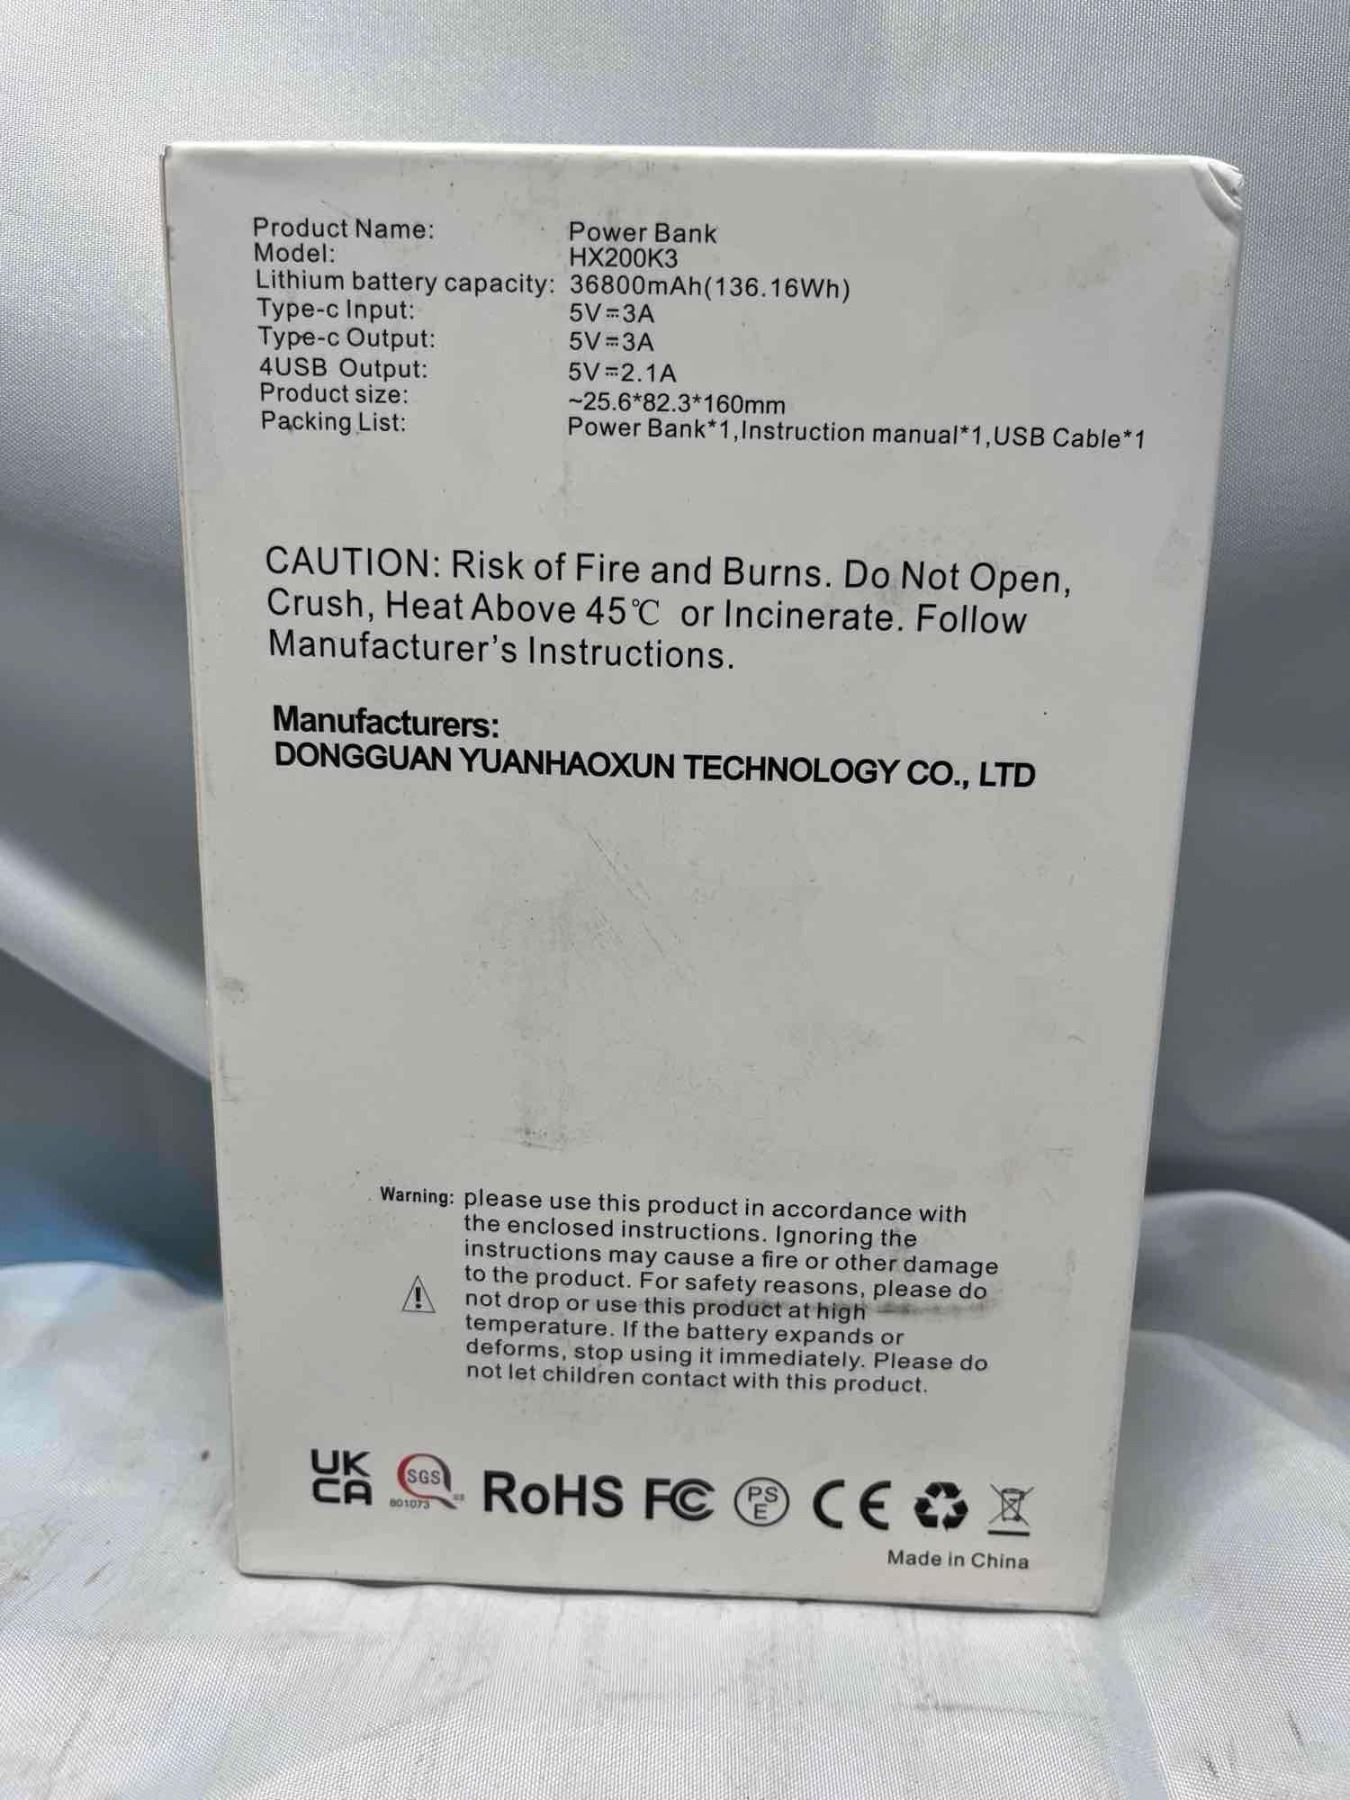 Product Name: Power Bank
Model: HX200K3
Lithium battery capacity: 36800mAh(136.16Wh)
Type-c Input: 5V⎓3A
Type-c Output: 5V⎓3A
4USB Output: 5V⎓2.1A
Product size: ~25.6*82.3*160mm
Packing List: Power Bank*1,Instruction manual*1,USB Cable*1
CAUTION: Risk of Fire and Burns. Do Not Open,
Crush, Heat Above 45℃ or Incinerate. Follow
Manufacturer's Instructions.
Manufacturers:
DONGGUAN YUANHAOXUN TECHNOLOGY CO., LTD
Warning: please use this product in accordance with
the enclosed instructions. Ignoring the
instructions may cause a fire or other damage
to the product. For safety reasons, please do
not drop or use this product at high
temperature. If the battery expands or
deforms, stop using it immediately. Please do
not let children contact with this product.
UK
CA
SGS
801073
RoHS FC PS
E
CE
Made in China